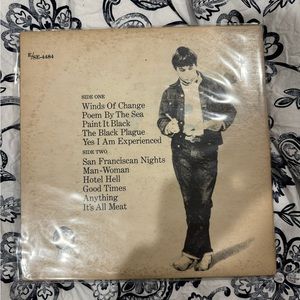 E/SE-4484
SIDE ONE
Winds Of Change
Poem By The Sea
Paint It Black
The Black Plague
Yes I Am Experienced
SIDE TWO
San Franciscan Nights
Man-Woman
Hotel Hell
Good Times
Anything
It's All Meat